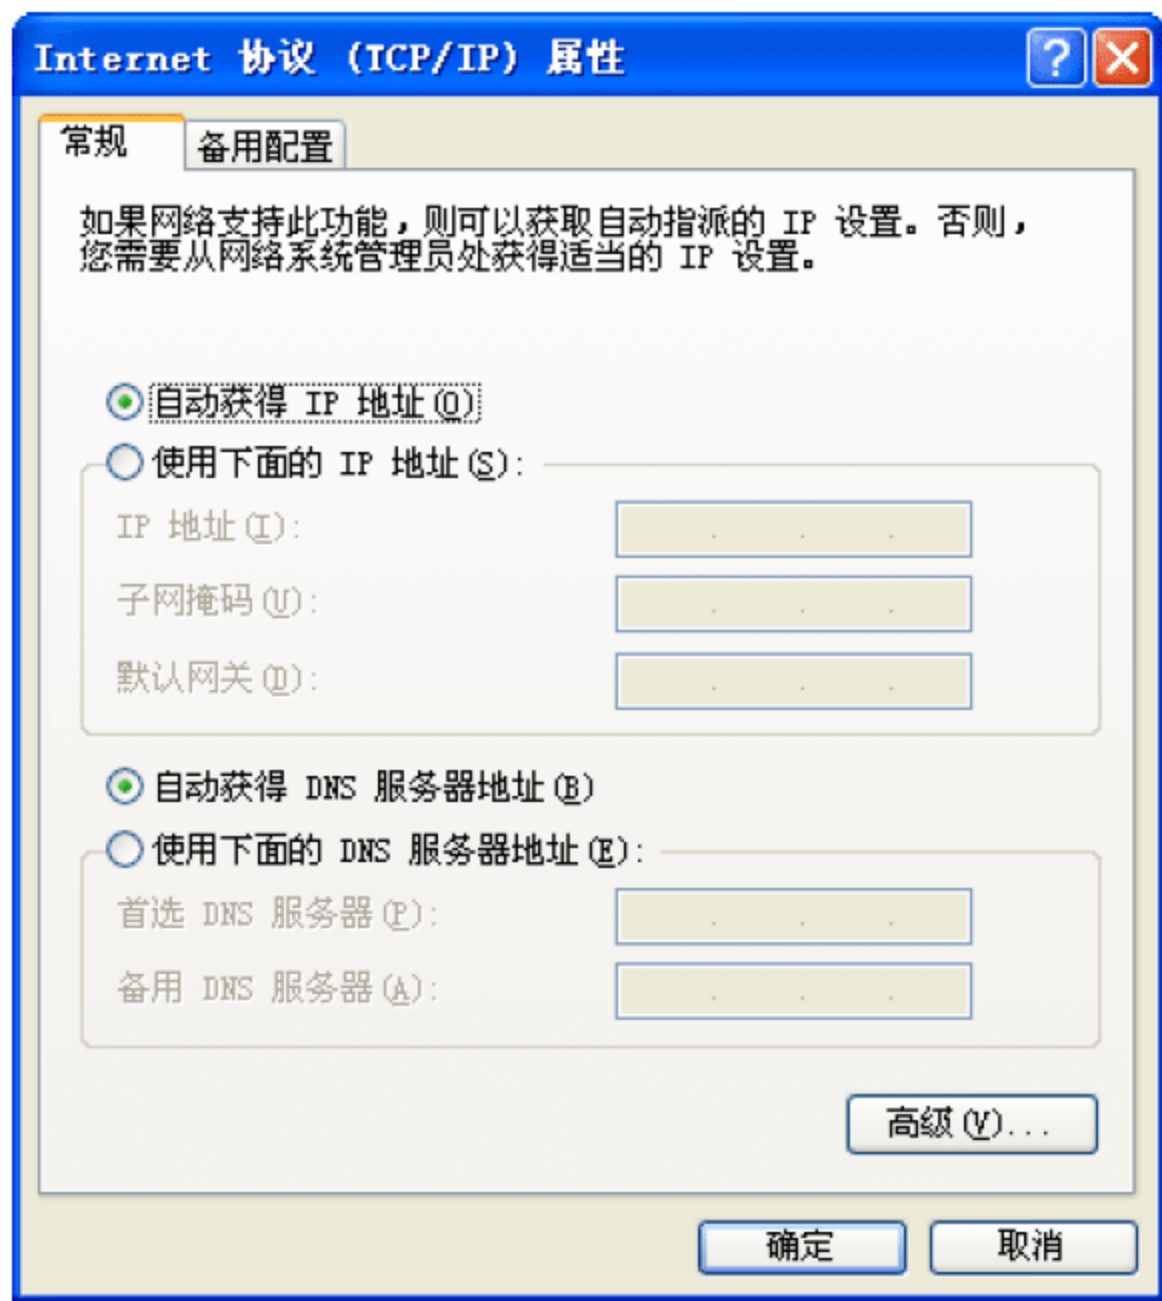 Internet 协议 (TCP/IP) 属性
常规 备用配置
如果网络支持此功能，则可以获取自动指派的 IP 设置。否则，
您需要从网络系统管理员处获得适当的 IP 设置。
自动获得 IP 地址(O)
使用下面的 IP 地址(S):
IP 地址(I):
子网掩码(U):
默认网关(D):
自动获得 DNS 服务器地址(B)
使用下面的 DNS 服务器地址(E):
首选 DNS 服务器(P):
备用 DNS 服务器(A):
高级(V)...
确定 取消